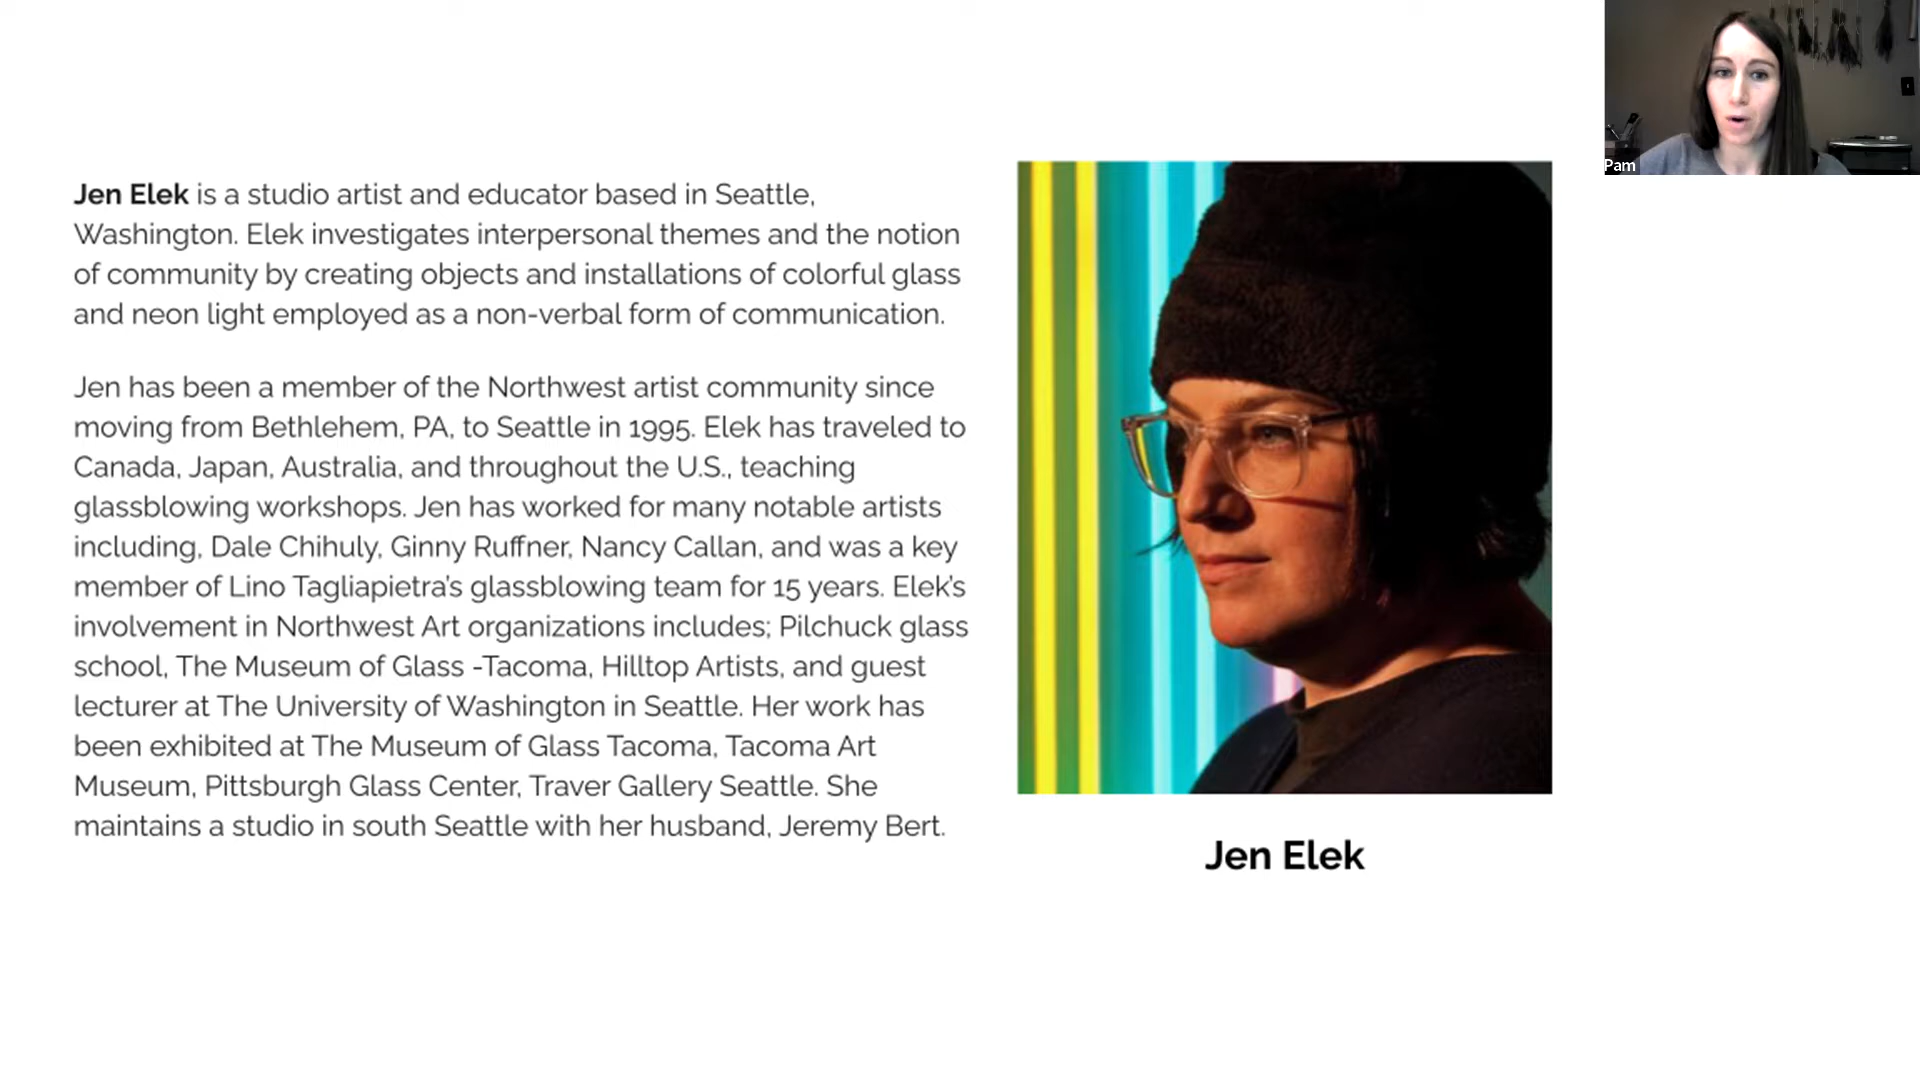 Jen Elek is a studio artist and educator based in Seattle,
Washington. Elek investigates interpersonal themes and the notion
of community by creating objects and installations of colorful glass
and neon light employed as a non-verbal form of communication.
Jen has been a member of the Northwest artist community since
moving from Bethlehem, PA, to Seattle in 1995. Elek has traveled to
Canada, Japan, Australia, and throughout the U.S., teaching
glassblowing workshops. Jen has worked for many notable artists
including, Dale Chihuly, Ginny Ruffner, Nancy Callan, and was a key
member of Lino Tagliapietra's glassblowing team for 15 years. Elek's
involvement in Northwest Art organizations includes; Pilchuck glass
school, The Museum of Glass -Tacoma, Hilltop Artists, and guest
lecturer at The University of Washington in Seattle. Her work has
been exhibited at The Museum of Glass Tacoma, Tacoma Art
Museum, Pittsburgh Glass Center, Traver Gallery Seattle. She
maintains a studio in south Seattle with her husband, Jeremy Bert.
Jen Elek
Pam